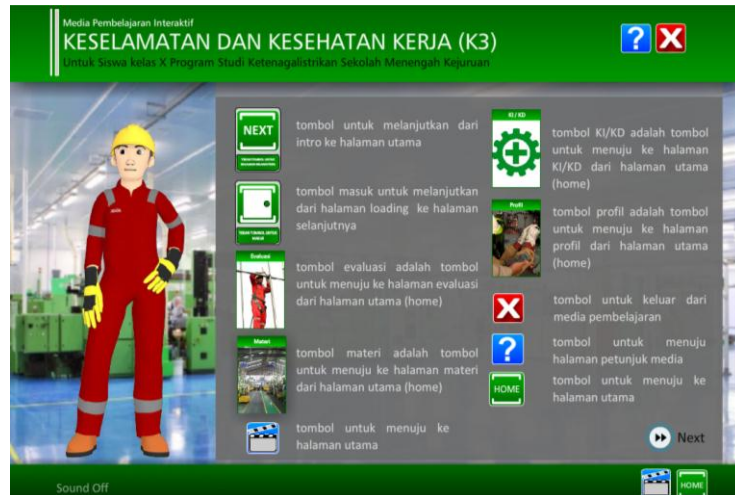 Media Pembelajaran Interaktif
KESELAMATAN DAN KESEHATAN KERJA (K3)
Untuk Siswa kelas X Program Studi Ketenagalistrikan Sekolah Menengah Kejuruan
NEXT
tombol untuk melanjutkan dari
intro ke halaman utama
tombol masuk untuk melanjutkan
dari halaman loading ke halaman
selanjutnya
Evaluasi
tombol evaluasi adalah tombol
untuk menuju ke halaman evaluasi
dari halaman utama (home)
Materi
tombol materi adalah tombol
untuk menuju ke halaman materi
dari halaman utama (home)
tombol untuk menuju ke
halaman utama
KI/KD
tombol KI/KD adalah tombol
untuk menuju ke halaman
KI/KD dari halaman utama
(home)
Profil
tombol profil adalah tombol
untuk menuju ke halaman
profil dari halaman utama
(home)
tombol untuk keluar dari
media pembelajaran
tombol untuk menuju
halaman petunjuk media
HOME
tombol untuk menuju ke
halaman utama
Next
Sound Off
HOME